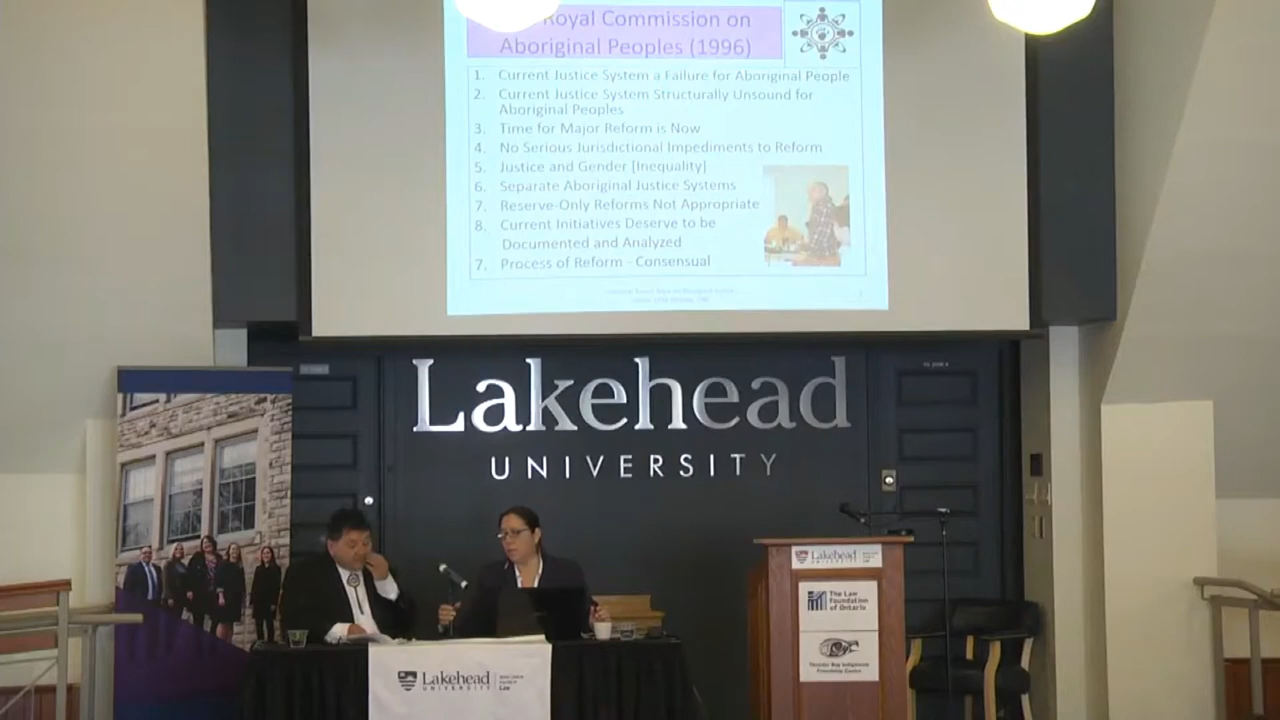 Royal Commission on
Aboriginal Peoples (1996)
1. Current Justice System a Failure for Aboriginal People
2. Current Justice System Structurally Unsound for
Aboriginal Peoples
3. Time for Major Reform is Now
4. No Serious Jurisdictional Impediments to Reform
5. Justice and Gender [Inequality]
6. Separate Aboriginal Justice Systems
7. Reserve-Only Reforms Not Appropriate
8. Current Initiatives Deserve to be
Documented and Analyzed
7. Process of Reform - Consensual
Lakehead
UNIVERSITY
Lakehead
The Law
Foundation
of Ontario
Thunder Bay Indigenous
Friendship Centre
Lakehead
UNIVERSITY
Law